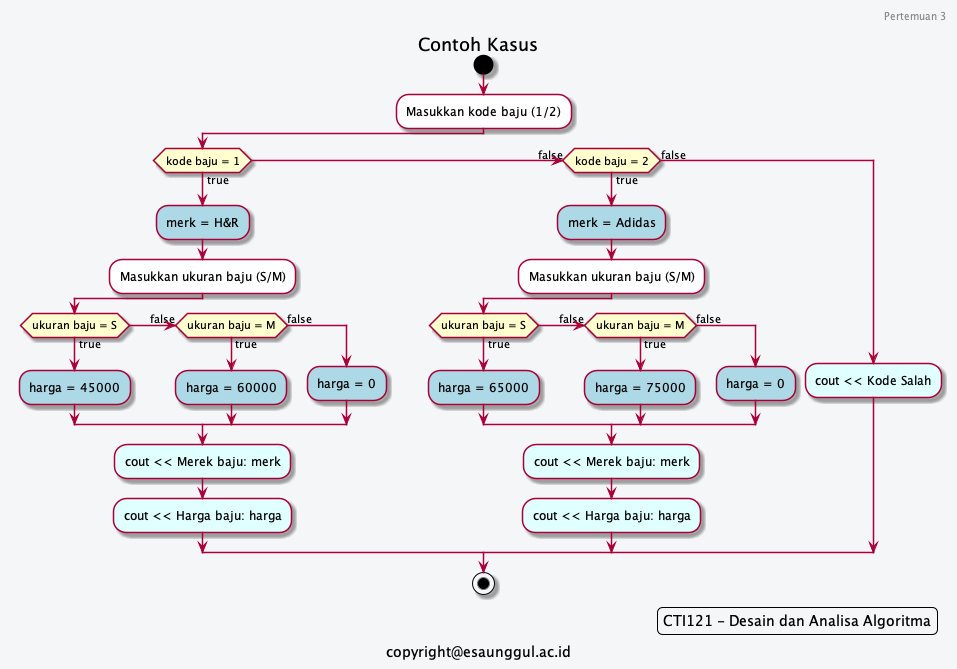 Pertemuan 3
Contoh Kasus
Masukkan kode baju (1/2)
kode baju = 1
false
kode baju = 2
false
true
true
merk = H&R
merk = Adidas
Masukkan ukuran baju (S/M)
Masukkan ukuran baju (S/M)
ukuran baju = S
false
ukuran baju = M
false
ukuran baju = S
false
ukuran baju = M
false
true
true
true
true
harga = 45000
harga = 60000
harga = 0
harga = 65000
harga = 75000
harga = 0
cout << Kode Salah
cout << Merek baju: merk
cout << Merek baju: merk
cout << Harga baju: harga
cout << Harga baju: harga
CTI121 – Desain dan Analisa Algoritma
copyright@esaunggul.ac.id